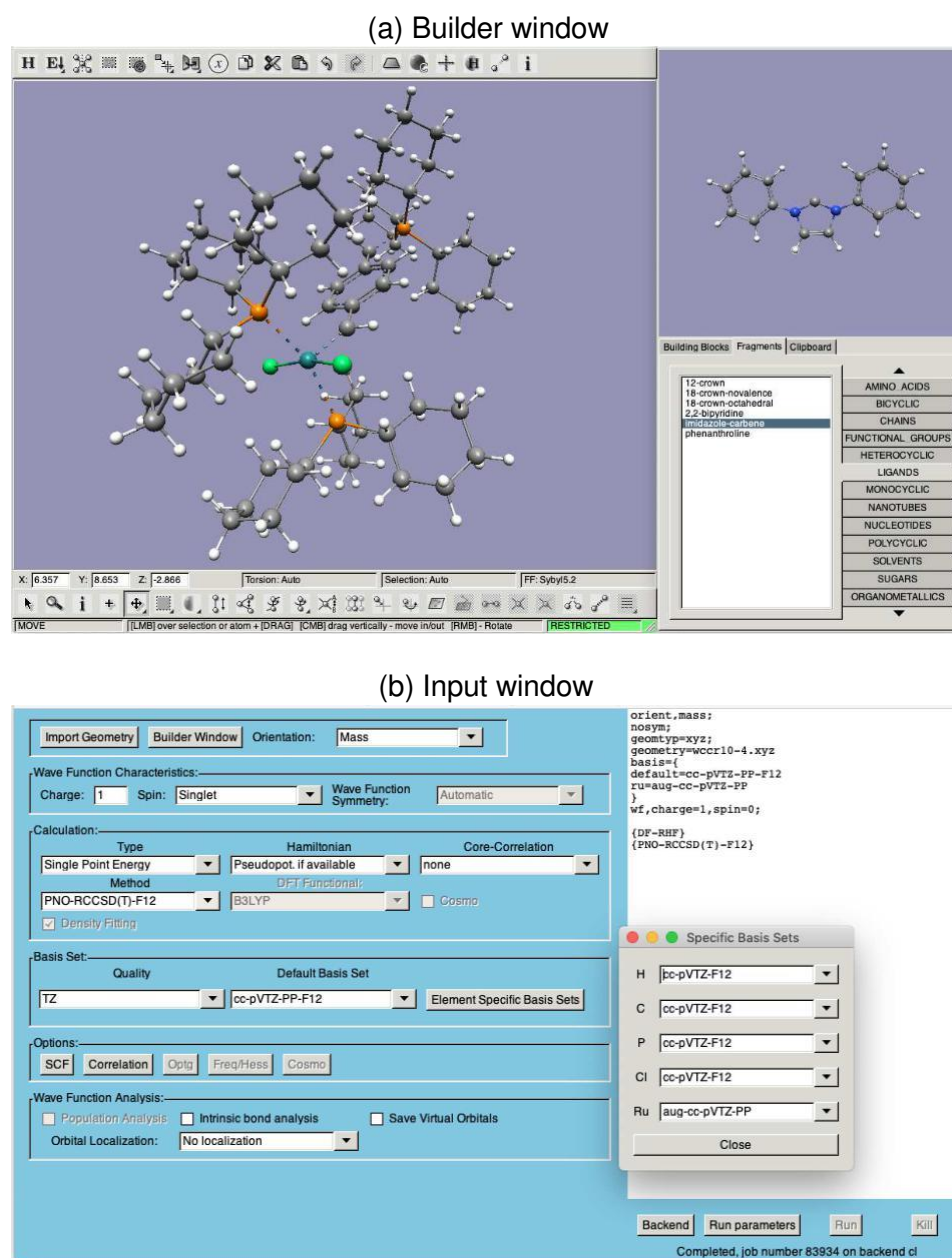 (a) Builder window
H E x H i
Building Blocks Fragments Clipboard
12-crown
18-crown-novalence
18-crown-octahedral
2,2-bipyridine
imidazole-carbene
phenanthroline
AMINO_ACIDS
BICYCLIC
CHAINS
FUNCTIONAL_GROUPS
HETEROCYCLIC
LIGANDS
MONOCYCLIC
NANOTUBES
NUCLEOTIDES
POLYCYCLIC
SOLVENTS
SUGARS
ORGANOMETALLICS
X: 6.357 Y: 8.653 Z: -2.866 Torsion: Auto Selection: Auto FF: Sybyl5.2
i
MOVE [LMB] over selection or atom + [DRAG] [CMB] drag vertically - move in/out [RMB] - Rotate RESTRICTED
(b) Input window
Import Geometry Builder Window Orientation: Mass
Wave Function Characteristics:
Charge: 1 Spin: Singlet Wave Function Symmetry: Automatic
Calculation:
Type Hamiltonian Core-Correlation
Single Point Energy Pseudopot. if available none
Method DFT Functional:
PNO-RCCSD(T)-F12 B3LYP Cosmo
Density Fitting
Basis Set:
Quality Default Basis Set
TZ cc-pVTZ-PP-F12 Element Specific Basis Sets
Options:
SCF Correlation Optg Freq/Hess Cosmo
Wave Function Analysis:
Population Analysis Intrinsic bond analysis Save Virtual Orbitals
Orbital Localization: No localization
orient,mass;
nosym;
geomtyp=xyz;
geometry=wccr10-4.xyz
basis={
default=cc-pVTZ-PP-F12
ru=aug-cc-pVTZ-PP
}
wf,charge=1,spin=0;
{DF-RHF}
{PNO-RCCSD(T)-F12}
Specific Basis Sets
H cc-pVTZ-F12
C cc-pVTZ-F12
P cc-pVTZ-F12
Cl cc-pVTZ-F12
Ru aug-cc-pVTZ-PP
Close
Backend Run parameters Run Kill
Completed, job number 83934 on backend cl